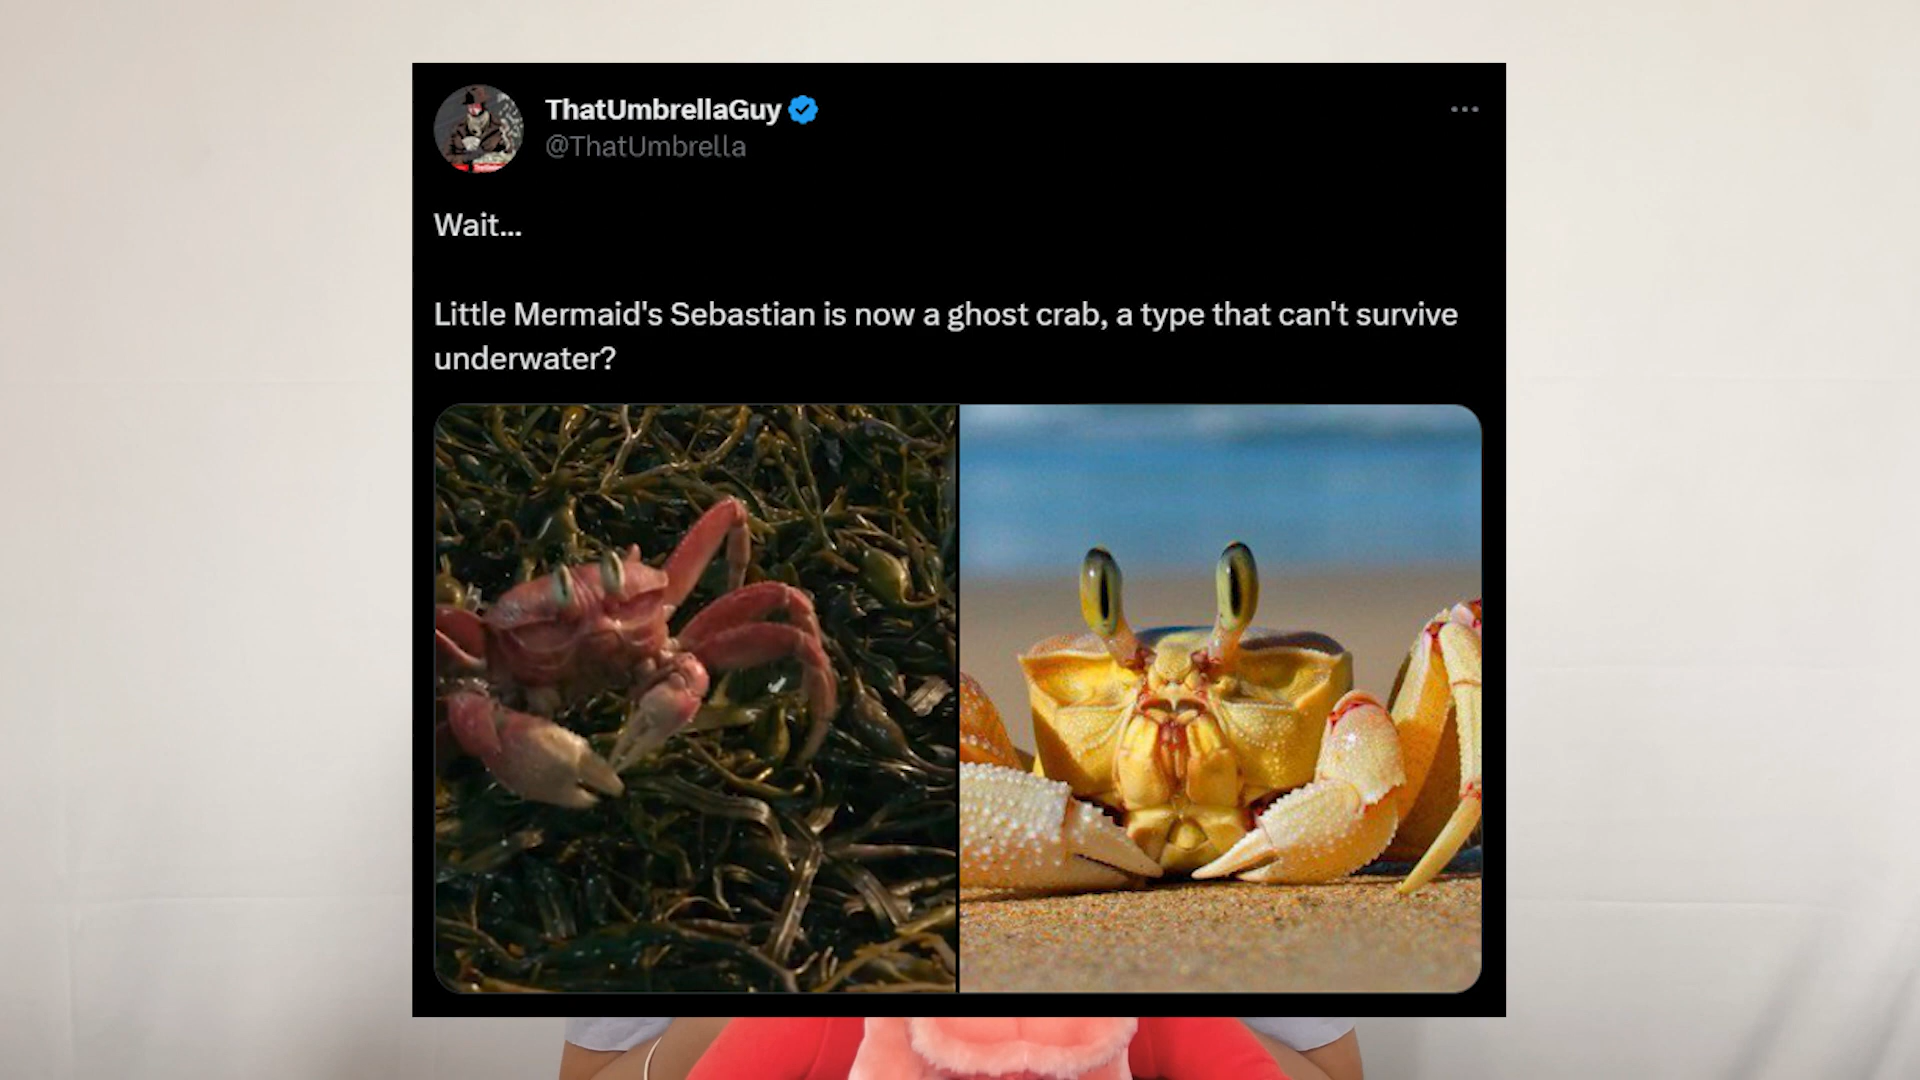 ThatUmbrellaGuy
@ThatUmbrella
Wait...
Little Mermaid's Sebastian is now a ghost crab, a type that can't survive
underwater?